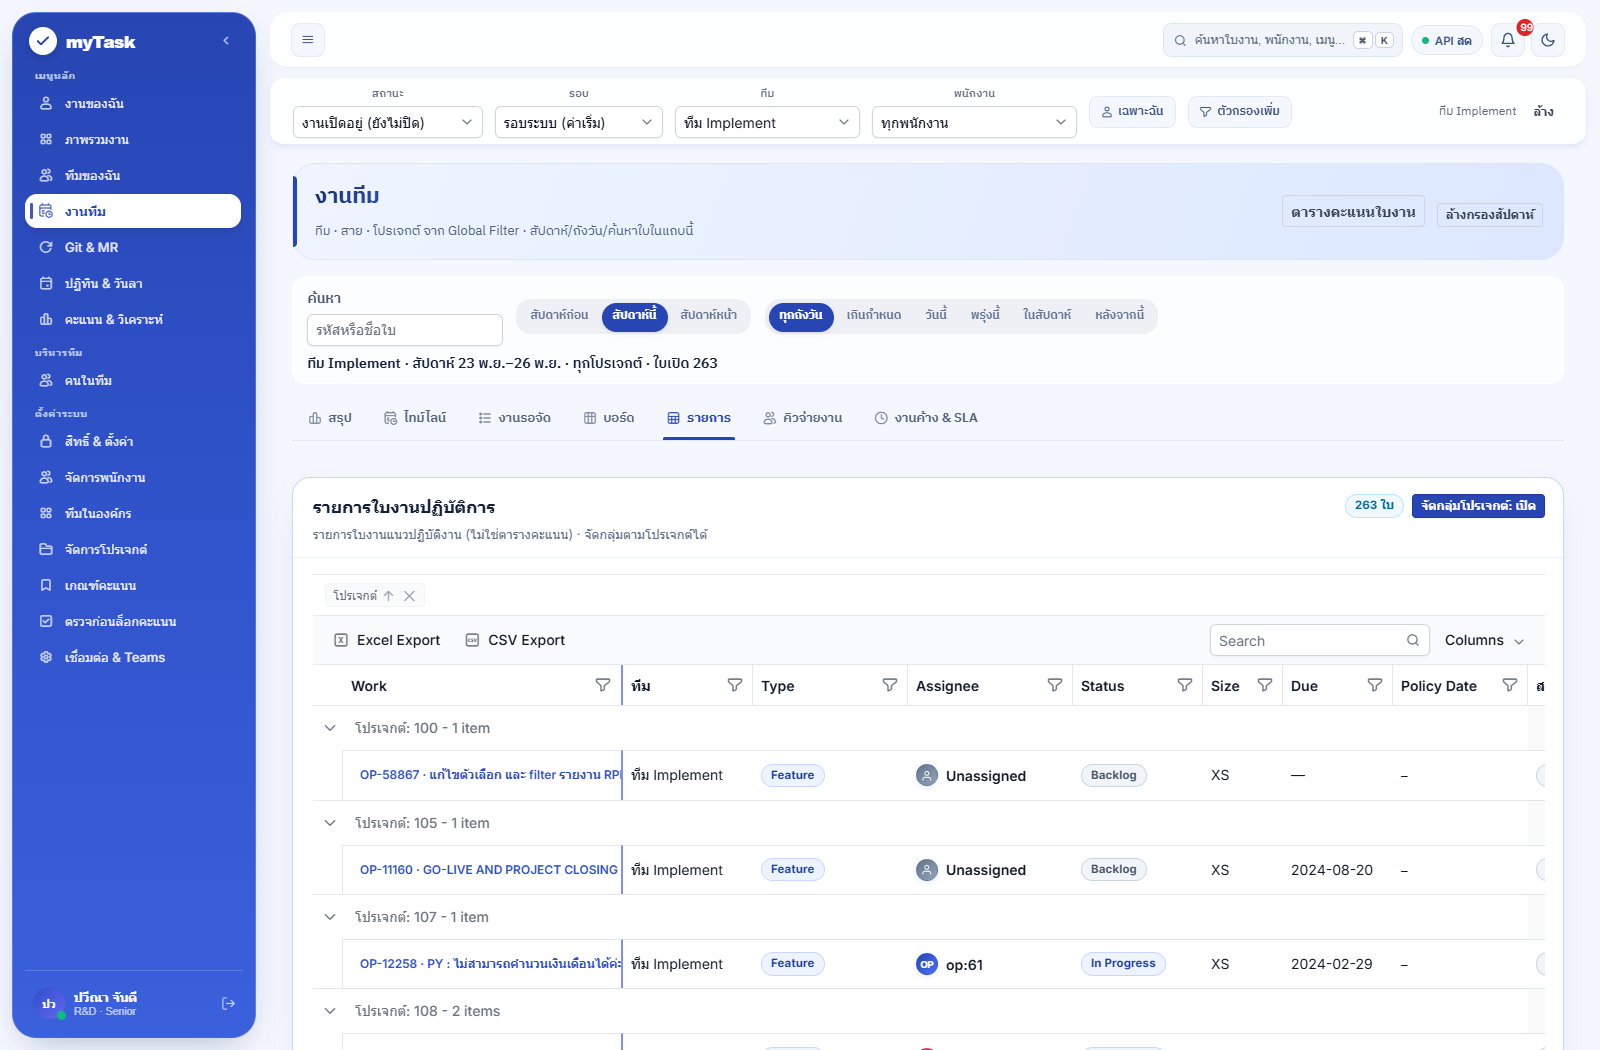 myTask
เมนูหลัก
งานของฉัน
ภาพรวมงาน
ทีมของฉัน
งานทีม
Git & MR
ปฏิทิน & วันลา
คะแนน & วิเคราะห์
บริหารทีม
คนในทีม
ตั้งค่าระบบ
สิทธิ์ & ตั้งค่า
จัดการพนักงาน
ทีมในองค์กร
จัดการโปรเจกต์
เกณฑ์คะแนน
ตรวจก่อนล็อกคะแนน
เชื่อมต่อ & Teams
ปว
ปวีณา จันดี
R&D · Senior
ค้นหาใบงาน, พนักงาน, เมนู...
⌘ K
API สด
99
สถานะ
งานเปิดอยู่ (ยังไม่ปิด)
รอบ
รอบระบบ (ค่าเริ่ม)
ทีม
ทีม Implement
พนักงาน
ทุกพนักงาน
เฉพาะฉัน
ตัวกรองเพิ่ม
ทีม Implement
ล้าง
งานทีม
ทีม · สาย · โปรเจกต์ จาก Global Filter · สัปดาห์/ถังวัน/ค้นหาใบในแถบนี้
ตารางคะแนนใบงาน
ล้างกรองสัปดาห์
ค้นหา
รหัสหรือชื่อใบ
สัปดาห์ก่อน
สัปดาห์นี้
สัปดาห์หน้า
ทุกถังวัน
เกินกำหนด
วันนี้
พรุ่งนี้
ในสัปดาห์
หลังจากนี้
ทีม Implement · สัปดาห์ 23 พ.ย.–26 พ.ย. · ทุกโปรเจกต์ · ใบเปิด 263
สรุป
ไทม์ไลน์
งานรอจัด
บอร์ด
รายการ
คิวจ่ายงาน
งานค้าง & SLA
รายการใบงานปฏิบัติการ
รายการใบงานแนวปฏิบัติงาน (ไม่ใช่ตารางคะแนน) · จัดกลุ่มตามโปรเจกต์ได้
263 ใบ
จัดกลุ่มโปรเจกต์: เปิด
โปรเจกต์
Excel Export
CSV Export
Search
Columns
Work
ทีม
Type
Assignee
Status
Size
Due
Policy Date
ส
โปรเจกต์: 100 - 1 item
OP-58867 · แก้ไขตัวเลือก และ filter รายงาน RP
ทีม Implement
Feature
Unassigned
Backlog
XS
—
–
โปรเจกต์: 105 - 1 item
OP-11160 · GO-LIVE AND PROJECT CLOSING
ทีม Implement
Feature
Unassigned
Backlog
XS
2024-08-20
–
โปรเจกต์: 107 - 1 item
OP-12258 · PY : ไม่สามารถคำนวนเงินเดือนได้ค่ะ
ทีม Implement
Feature
OP
op:61
In Progress
XS
2024-02-29
–
โปรเจกต์: 108 - 2 items